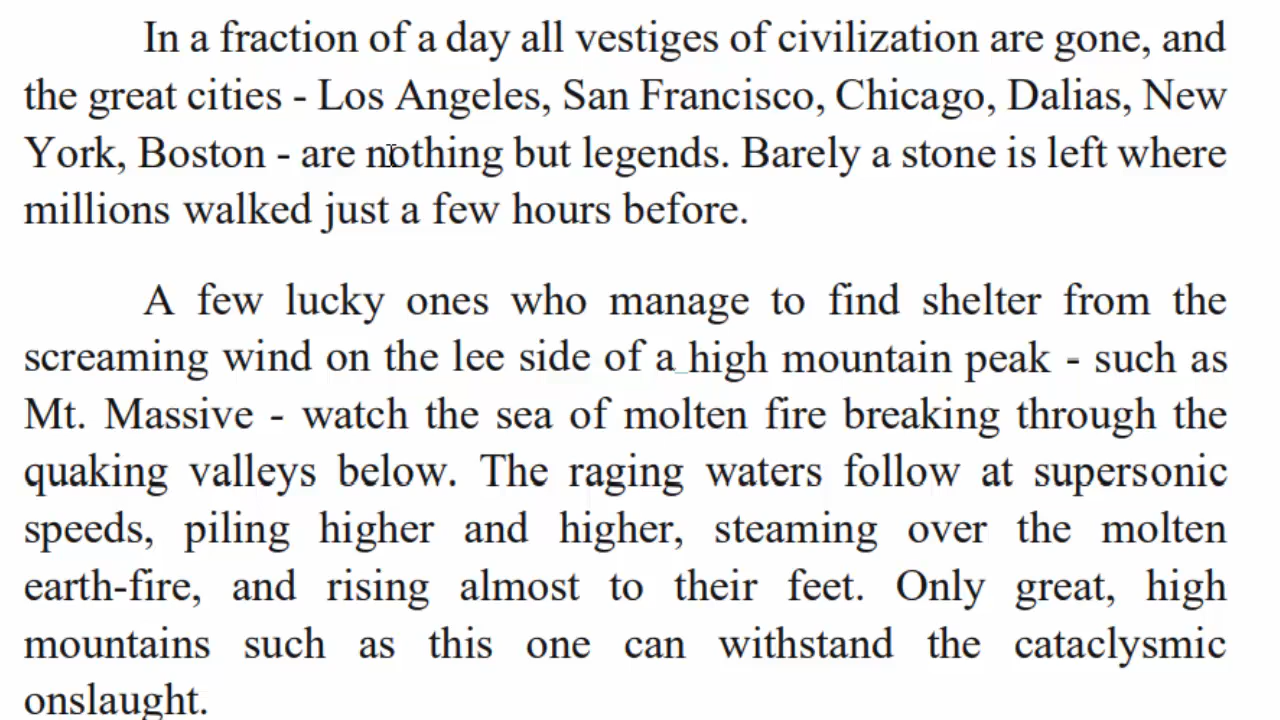 In a fraction of a day all vestiges of civilization are gone, and
the great cities - Los Angeles, San Francisco, Chicago, Dalias, New
York, Boston - are nothing but legends. Barely a stone is left where
millions walked just a few hours before.
A few lucky ones who manage to find shelter from the
screaming wind on the lee side of a high mountain peak - such as
Mt. Massive - watch the sea of molten fire breaking through the
quaking valleys below. The raging waters follow at supersonic
speeds, piling higher and higher, steaming over the molten
earth-fire, and rising almost to their feet. Only great, high
mountains such as this one can withstand the cataclysmic
onslaught.